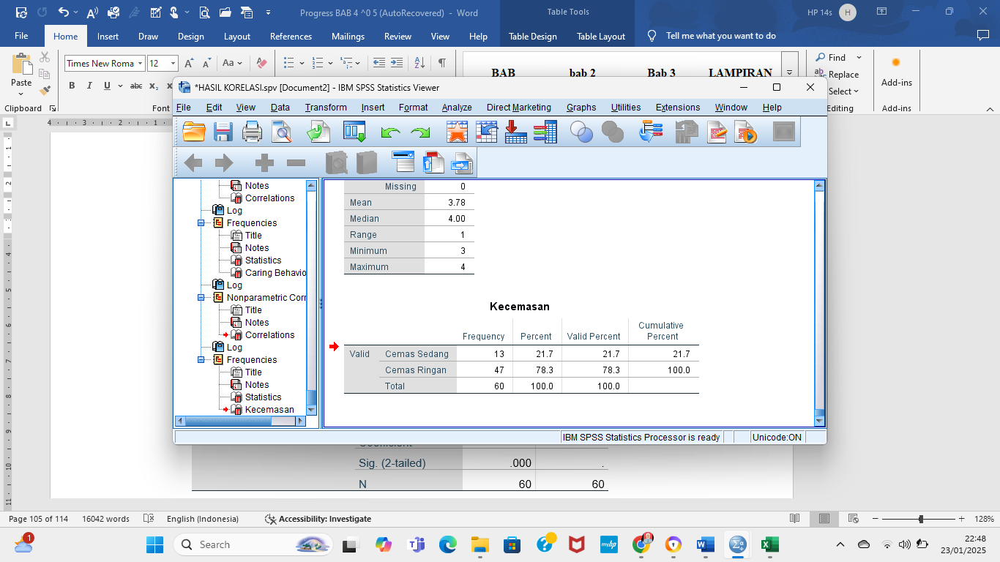 Progress BAB 4 ^0 5 (AutoRecovered) - Word
Table Tools
HP 14s
H
File Home Insert Draw Design Layout References Mailings Review View Help Table Design Table Layout Tell me what you want to do
Paste
Clipboard
Times New Roma 12
Aa
B I U abc x₂
Font
BAB bab 2 Bab 3 LAMPIRAN
Find
Replace
Select
Editing
Add-ins
Add-ins
*HASIL KORELASI.spv [Document2] - IBM SPSS Statistics Viewer
File Edit View Data Transform Insert Format Analyze Direct Marketing Graphs Utilities Extensions Window Help
Notes
Correlations
Log
Frequencies
Title
Notes
Statistics
Caring Behavio
Log
Nonparametric Corr
Title
Notes
Correlations
Log
Frequencies
Title
Notes
Statistics
Kecemasan
Missing 0
Mean 3.78
Median 4.00
Range 1
Minimum 3
Maximum 4
Kecemasan
Frequency Percent Valid Percent Cumulative Percent
Valid Cemas Sedang 13 21.7 21.7 21.7
Cemas Ringan 47 78.3 78.3 100.0
Total 60 100.0 100.0
IBM SPSS Statistics Processor is ready Unicode:ON
Sig. (2-tailed) .000 .
N 60 60
Page 105 of 114 16042 words English (Indonesia) Accessibility: Investigate 128%
1
Search
22:48
23/01/2025